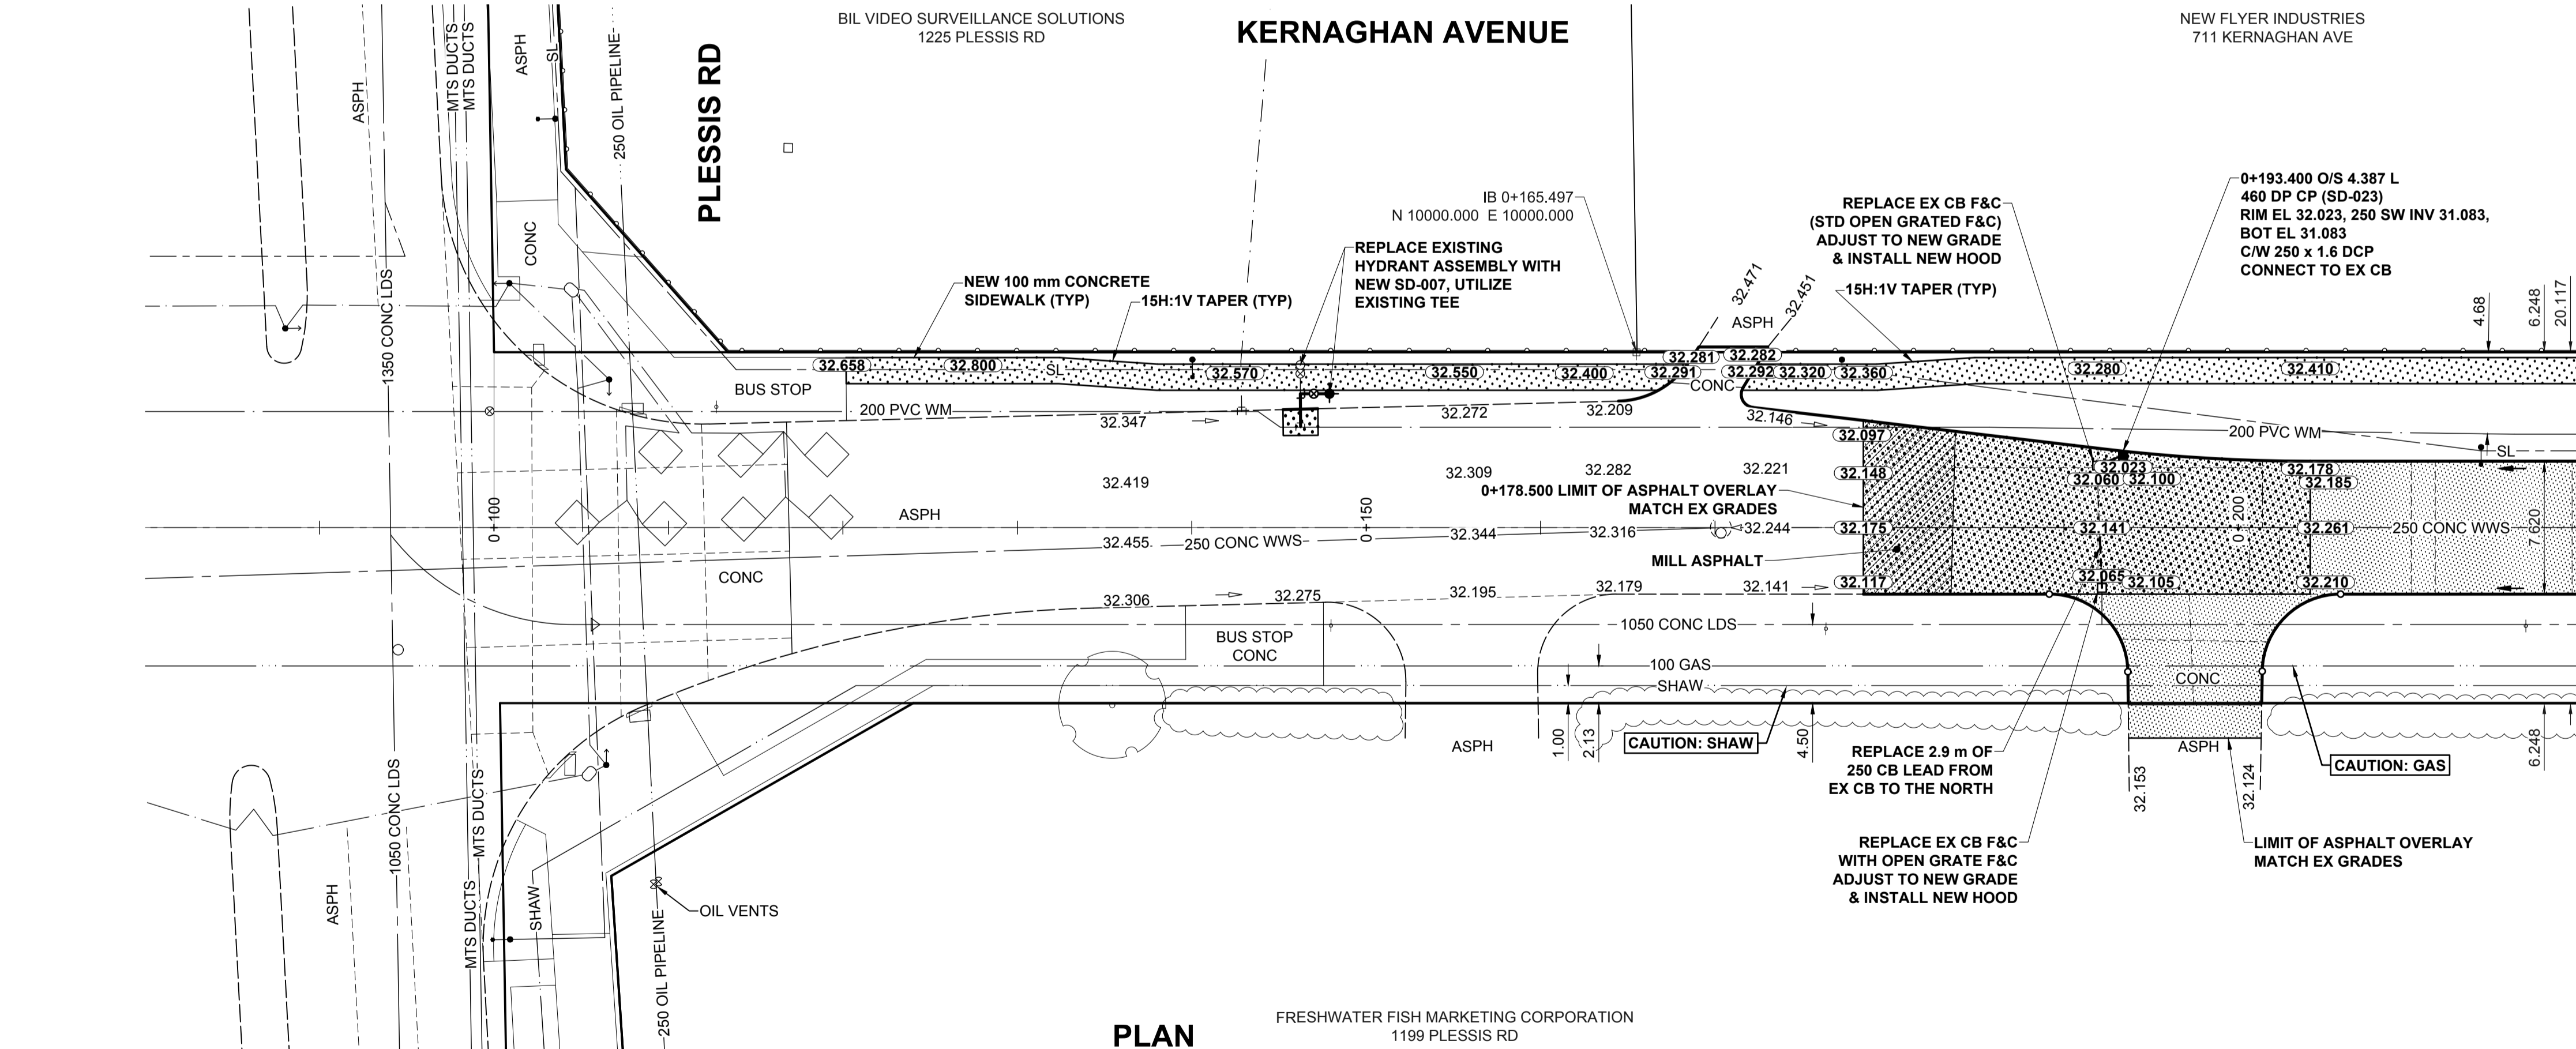 BIL VIDEO SURVEILLANCE SOLUTIONS
1225 PLESSIS RD
KERNAGHAN AVENUE
NEW FLYER INDUSTRIES
711 KERNAGHAN AVE
PLESSIS RD
MTS DUCTS
MTS DUCTS
ASPH
ASPH
SL
250 OIL PIPELINE
CONC
1350 CONC LDS
IB 0+165.497
N 10000.000 E 10000.000
REPLACE EXISTING
HYDRANT ASSEMBLY WITH
NEW SD-007, UTILIZE
EXISTING TEE
NEW 100 mm CONCRETE
SIDEWALK (TYP)
15H:1V TAPER (TYP)
REPLACE EX CB F&C
(STD OPEN GRATED F&C)
ADJUST TO NEW GRADE
& INSTALL NEW HOOD
15H:1V TAPER (TYP)
0+193.400 O/S 4.387 L
460 DP CP (SD-023)
RIM EL 32.023, 250 SW INV 31.083,
BOT EL 31.083
C/W 250 x 1.6 DCP
CONNECT TO EX CB
32.471
32.451
ASPH
4.68
6.248
20.117
32.281
32.282
32.658
32.800
SL
32.570
32.550
32.400
32.291
32.292
32.320
32.360
32.280
32.410
CONC
BUS STOP
200 PVC WM
32.347
32.272
32.209
32.146
32.097
200 PVC WM
SL
32.419
32.309
32.282
32.221
32.148
32.023
32.060
32.100
32.178
32.185
0+178.500 LIMIT OF ASPHALT OVERLAY
MATCH EX GRADES
0+100
ASPH
0+150
0+200
32.455
250 CONC WWS
32.344
32.316
32.244
32.175
32.141
32.261
250 CONC WWS
7.620
MILL ASPHALT
CONC
32.306
32.275
32.195
32.179
32.141
32.117
32.065
32.105
32.210
1050 CONC LDS
BUS STOP
CONC
100 GAS
SHAW
CONC
ASPH
1.00
2.13
CAUTION: SHAW
4.50
REPLACE 2.9 m OF
250 CB LEAD FROM
EX CB TO THE NORTH
ASPH
32.153
32.124
CAUTION: GAS
6.248
1050 CONC LDS
MTS DUCTS
MTS DUCTS
ASPH
SHAW
OIL VENTS
250 OIL PIPELINE
REPLACE EX CB F&C
WITH OPEN GRATE F&C
ADJUST TO NEW GRADE
& INSTALL NEW HOOD
LIMIT OF ASPHALT OVERLAY
MATCH EX GRADES
PLAN
FRESHWATER FISH MARKETING CORPORATION
1199 PLESSIS RD